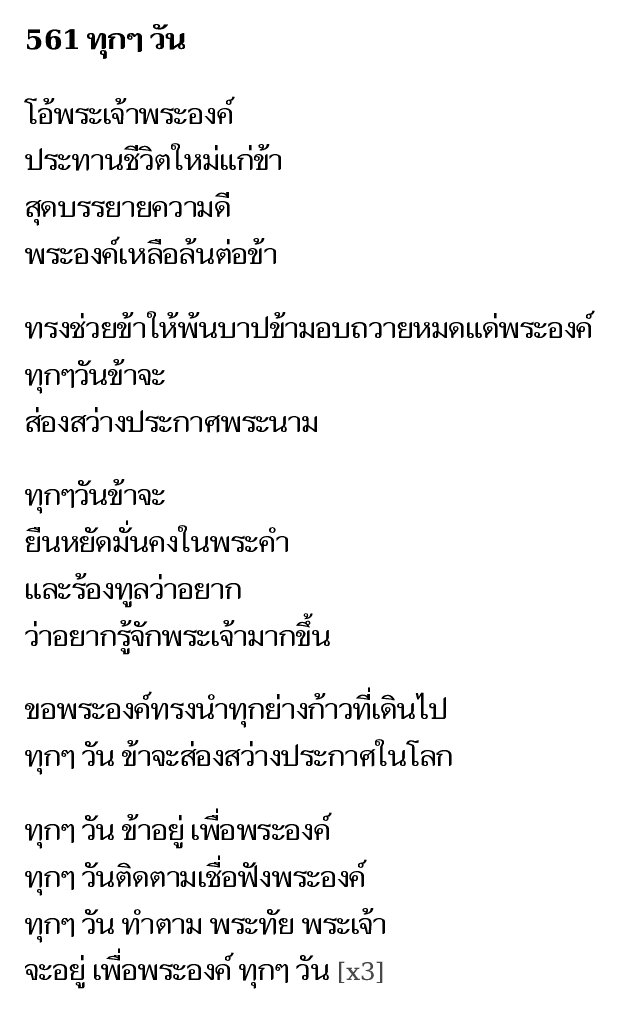 561 ทุกๆ วัน
โอ้พระเจ้าพระองค์
ประทานชีวิตใหม่แก่ข้า
สุดบรรยายความดี
พระองค์เหลือล้นต่อข้า
ทรงช่วยข้าให้พ้นบาปข้ามอบถวายหมดแด่พระองค์
ทุกๆวันข้าจะ
ส่องสว่างประกาศพระนาม
ทุกๆวันข้าจะ
ยืนหยัดมั่นคงในพระคำ
และร้องทูลว่าอยาก
ว่าอยากรู้จักพระเจ้ามากขึ้น
ขอพระองค์ทรงนำทุกย่างก้าวที่เดินไป
ทุกๆ วัน ข้าจะส่องสว่างประกาศในโลก
ทุกๆ วัน ข้าอยู่ เพื่อพระองค์
ทุกๆ วันติดตามเชื่อฟังพระองค์
ทุกๆ วัน ทำตาม พระทัย พระเจ้า
จะอยู่ เพื่อพระองค์ ทุกๆ วัน [x3]